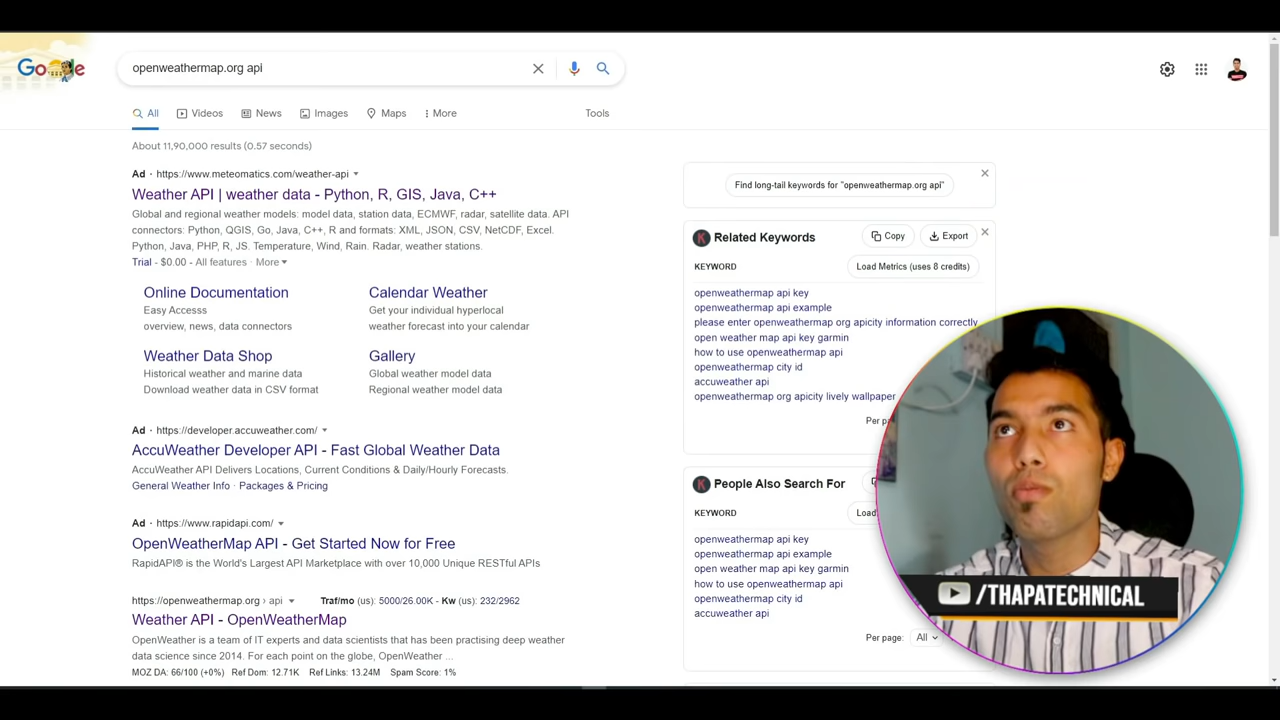 Google
openweathermap.org api
All
Videos
News
Images
Maps
More
Tools
About 11,90,000 results (0.57 seconds)
Ad · https://www.meteomatics.com/weather-api
Weather API | weather data - Python, R, GIS, Java, C++
Global and regional weather models: model data, station data, ECMWF, radar, satellite data. API
connectors: Python, QGIS, Go, Java, C++, R and formats: XML, JSON, CSV, NetCDF, Excel.
Python, Java, PHP, R, JS. Temperature, Wind, Rain. Radar, weather stations.
Trial - $0.00 - All features · More
Online Documentation
Easy Accesss
overview, news, data connectors
Calendar Weather
Get your individual hyperlocal
weather forecast into your calendar
Weather Data Shop
Historical weather and marine data
Download weather data in CSV format
Gallery
Global weather model data
Regional weather model data
Ad · https://developer.accuweather.com/
AccuWeather Developer API - Fast Global Weather Data
AccuWeather API Delivers Locations, Current Conditions & Daily/Hourly Forecasts.
General Weather Info · Packages & Pricing
Ad · https://www.rapidapi.com/
OpenWeatherMap API - Get Started Now for Free
RapidAPI® is the World's Largest API Marketplace with over 10,000 Unique RESTful APIs
https://openweathermap.org › api
Traf/mo (us): 5000/26.00K - Kw (us): 232/2962
Weather API - OpenWeatherMap
OpenWeather is a team of IT experts and data scientists that has been practising deep weather
data science since 2014. For each point on the globe, OpenWeather ...
MOZ DA: 66/100 (+0%) Ref Dom: 12.71K Ref Links: 13.24M Spam Score: 1%
Find long-tail keywords for "openweathermap.org api"
Related Keywords
Copy
Export
KEYWORD
Load Metrics (uses 8 credits)
openweathermap api key
openweathermap api example
please enter openweathermap org apicity information correctly
open weather map api key garmin
how to use openweathermap api
openweathermap city id
accuweather api
openweathermap org apicity lively wallpaper
Per
People Also Search For
KEYWORD
Load
openweathermap api key
openweathermap api example
open weather map api key garmin
how to use openweathermap api
openweathermap city id
accuweather api
Per page: All
/THAPATECHNICAL